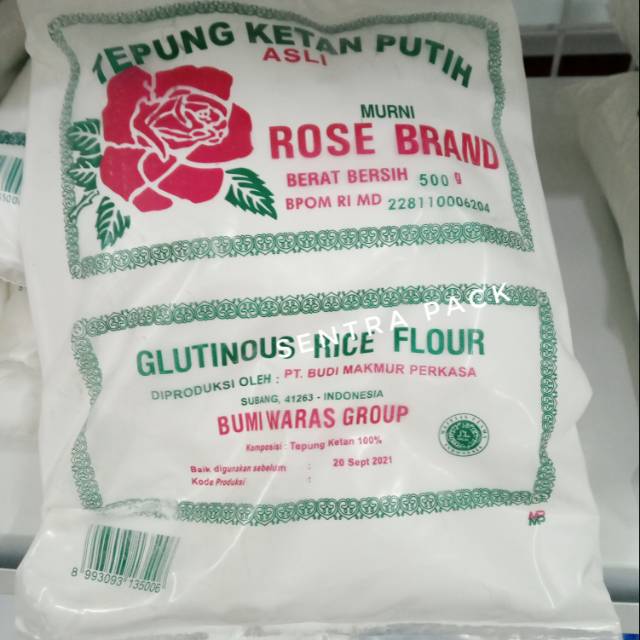 TEPUNG KETAN PUTIH
ASLI
MURNI
ROSE BRAND
BERAT BERSIH 500 g
BPOM RI MD 228110006204
SENTRA PACK
GLUTINOUS RICE FLOUR
DIPRODUKSI OLEH : PT. BUDI MAKMUR PERKASA
SUBANG, 41263 - INDONESIA
BUMI WARAS GROUP
Komposisi : Tepung Ketan 100%
Baik digunakan sebelum : 20 Sept 2021
Kode Produksi :
8 993093 135006